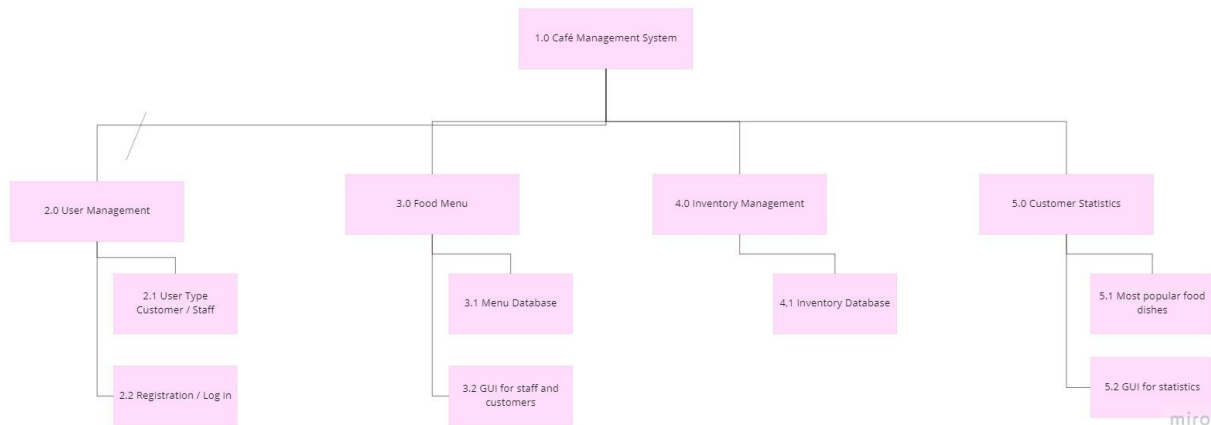 1.0 Café Management System
2.0 User Management
3.0 Food Menu
4.0 Inventory Management
5.0 Customer Statistics
2.1 User Type
Customer / Staff
3.1 Menu Database
4.1 Inventory Database
5.1 Most popular food
dishes
2.2 Registration / Log in
3.2 GUI for staff and
customers
5.2 GUI for statistics
miro